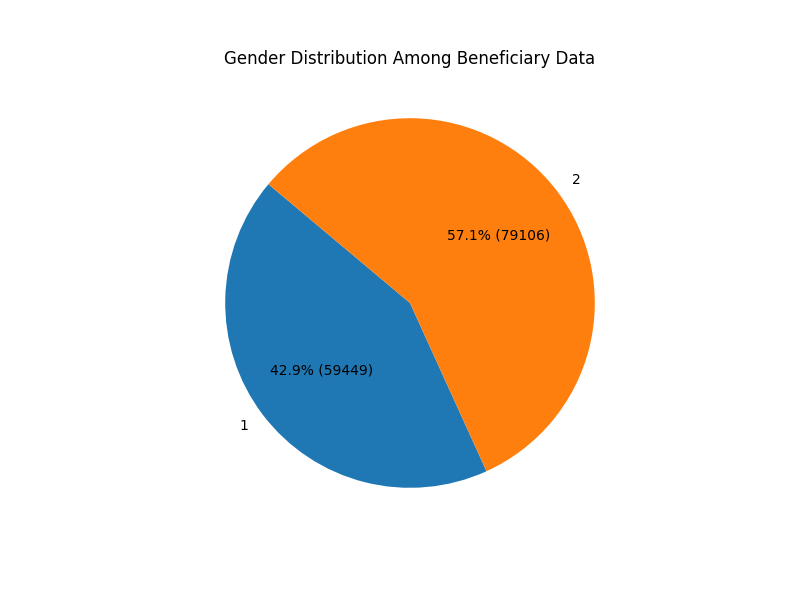 Gender Distribution Among Beneficiary Data
2
57.1% (79106)
42.9% (59449)
1